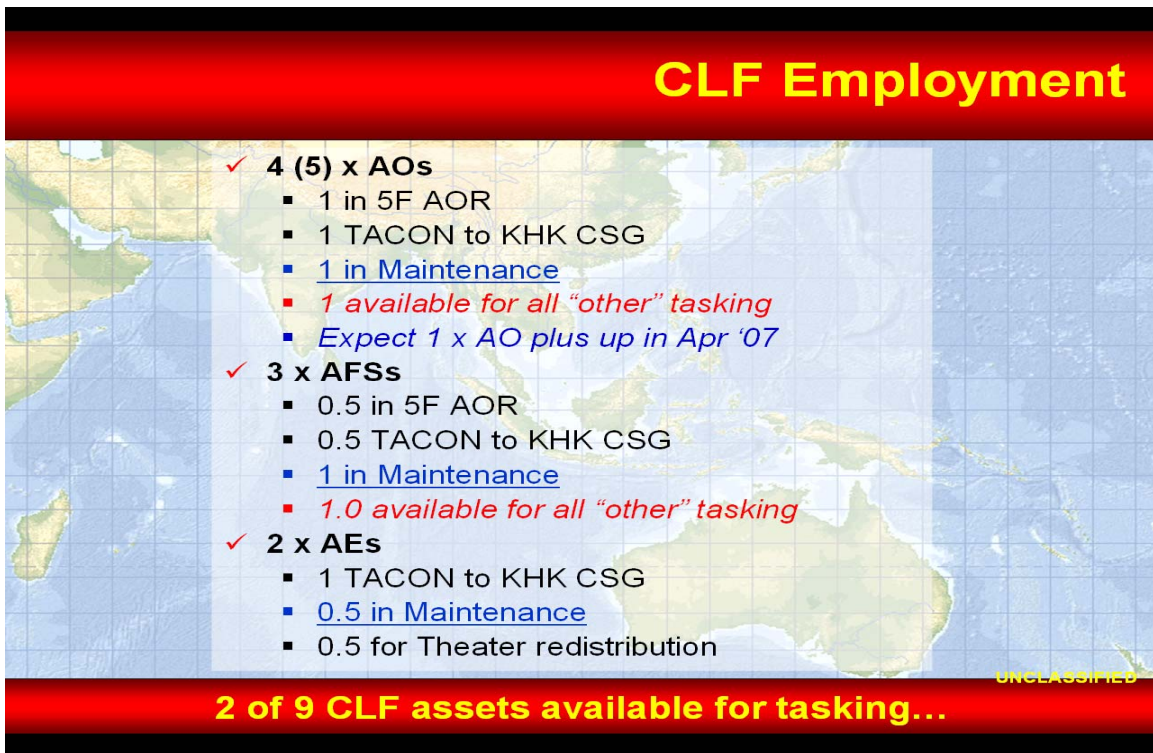 CLF Employment
✓ 4 (5) x AOs
▪ 1 in 5F AOR
▪ 1 TACON to KHK CSG
▪ 1 in Maintenance
▪ 1 available for all “other” tasking
▪ Expect 1 x AO plus up in Apr ‘07
✓ 3 x AFSs
▪ 0.5 in 5F AOR
▪ 0.5 TACON to KHK CSG
▪ 1 in Maintenance
▪ 1.0 available for all “other” tasking
✓ 2 x AEs
▪ 1 TACON to KHK CSG
▪ 0.5 in Maintenance
▪ 0.5 for Theater redistribution
UNCLASSIFIED
2 of 9 CLF assets available for tasking…